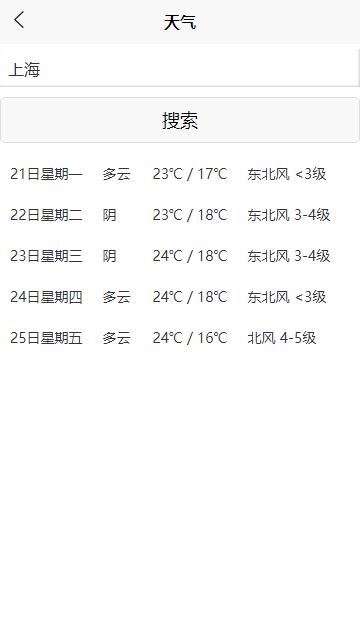 天气
上海
搜索
21日星期一 多云 23℃ / 17℃ 东北风 <3级
22日星期二 阴 23℃ / 18℃ 东北风 3-4级
23日星期三 阴 24℃ / 18℃ 东北风 3-4级
24日星期四 多云 24℃ / 18℃ 东北风 <3级
25日星期五 多云 24℃ / 16℃ 北风 4-5级